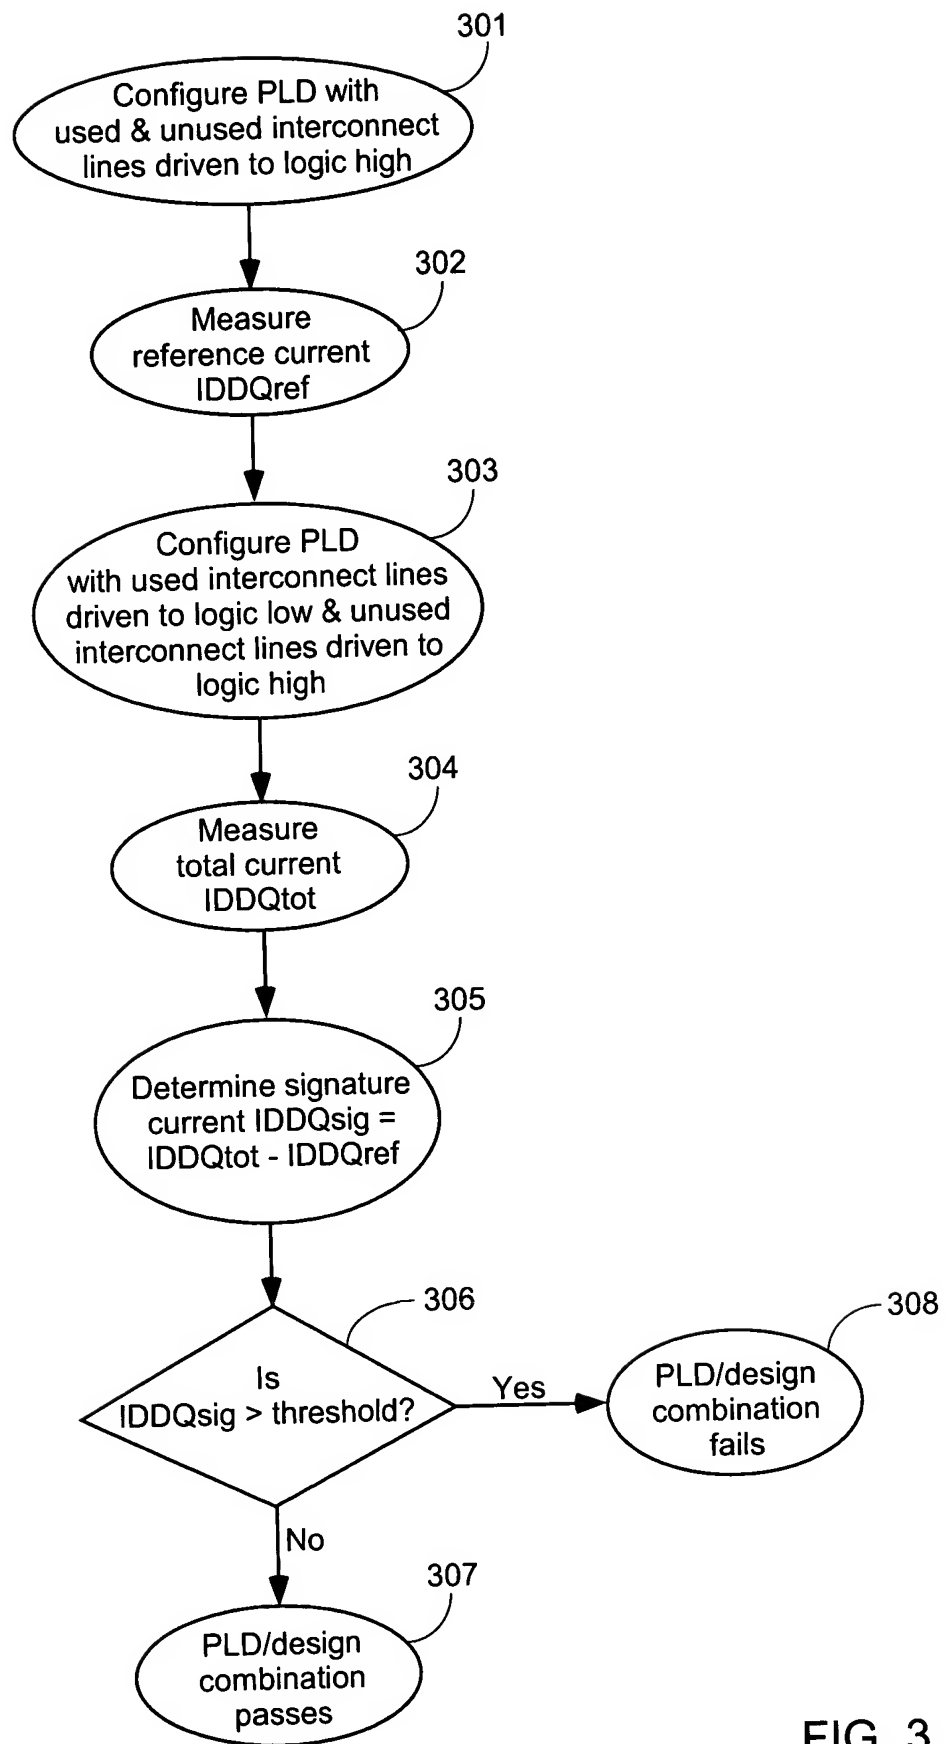 301
Configure PLD with
used & unused interconnect
lines driven to logic high
302
Measure
reference current
IDDQref
303
Configure PLD
with used interconnect lines
driven to logic low & unused
interconnect lines driven to
logic high
304
Measure
total current
IDDQtot
305
Determine signature
current IDDQsig =
IDDQtot - IDDQref
306
Is
IDDQsig > threshold?
Yes
308
PLD/design
combination
fails
No
307
PLD/design
combination
passes
FIG. 3